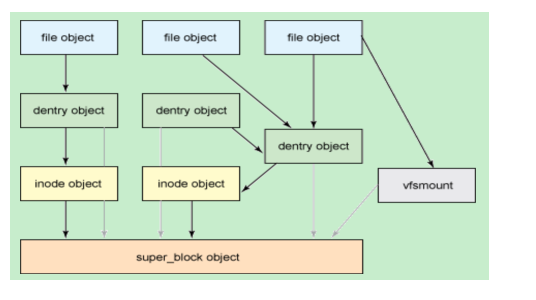 file object
file object
file object
dentry object
dentry object
dentry object
inode object
inode object
vfsmount
super_block object